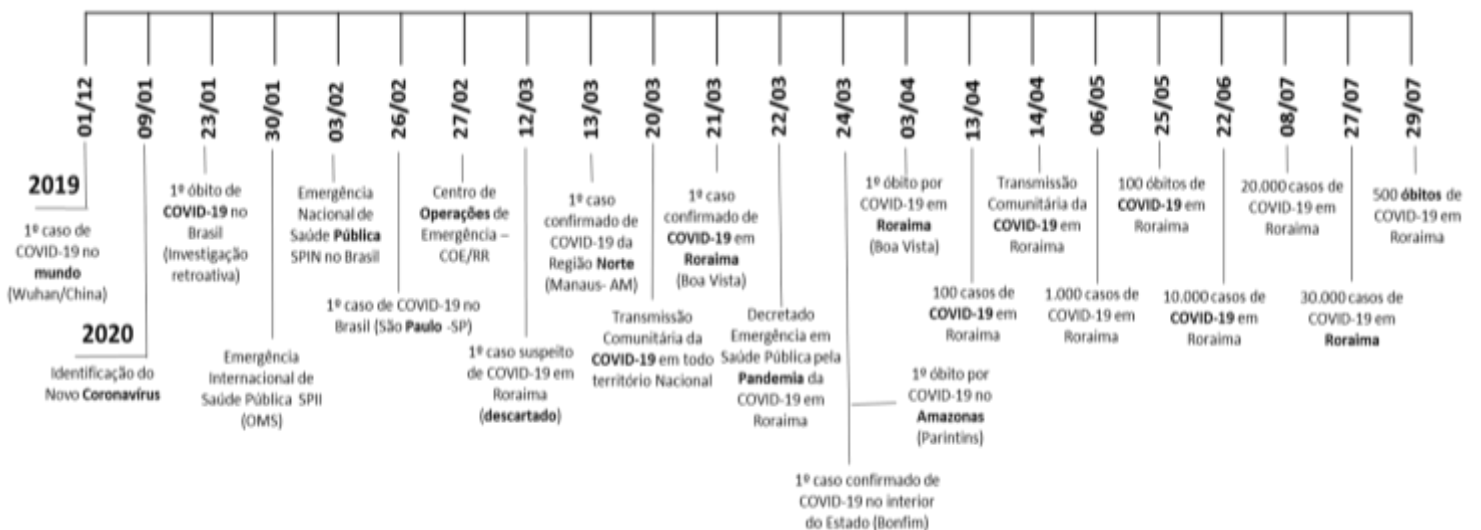 01/12
09/01
23/01
30/01
03/02
26/02
27/02
12/03
13/03
20/03
21/03
22/03
24/03
03/04
13/04
14/04
06/05
25/05
22/06
08/07
27/07
29/07
2019
1º caso de
COVID-19 no
mundo
(Wuhan/China)
2020
Identificação do
Novo Coronavírus
1º óbito de
COVID-19 no
Brasil
(Investigação
retroativa)
Emergência
Internacional de
Saúde Pública SPII
(OMS)
Emergência
Nacional de
Saúde Pública
SPIN no Brasil
1º caso de COVID-19 no
Brasil (São Paulo -SP)
Centro de
Operações de
Emergência –
COE/RR
1º caso suspeito
de COVID-19 em
Roraima
(descartado)
1º caso
confirmado de
COVID-19 da
Região Norte
(Manaus- AM)
Transmissão
Comunitária da
COVID-19 em todo
território Nacional
1º caso
confirmado de
COVID-19 em
Roraima
(Boa Vista)
Decretado
Emergência em
Saúde Pública pela
Pandemia da
COVID-19 em
Roraima
1º caso confirmado de
COVID-19 no interior
do Estado (Bonfim)
1º óbito por
COVID-19 no
Amazonas
(Parintins)
1º óbito por
COVID-19 em
Roraima
(Boa Vista)
100 casos de
COVID-19 em
Roraima
Transmissão
Comunitária da
COVID-19 em
Roraima
1.000 casos de
COVID-19 em
Roraima
100 óbitos de
COVID-19 em
Roraima
10.000 casos de
COVID-19 em
Roraima
20.000 casos de
COVID-19 em
Roraima
30.000 casos de
COVID-19 em
Roraima
500 óbitos de
COVID-19 em
Roraima